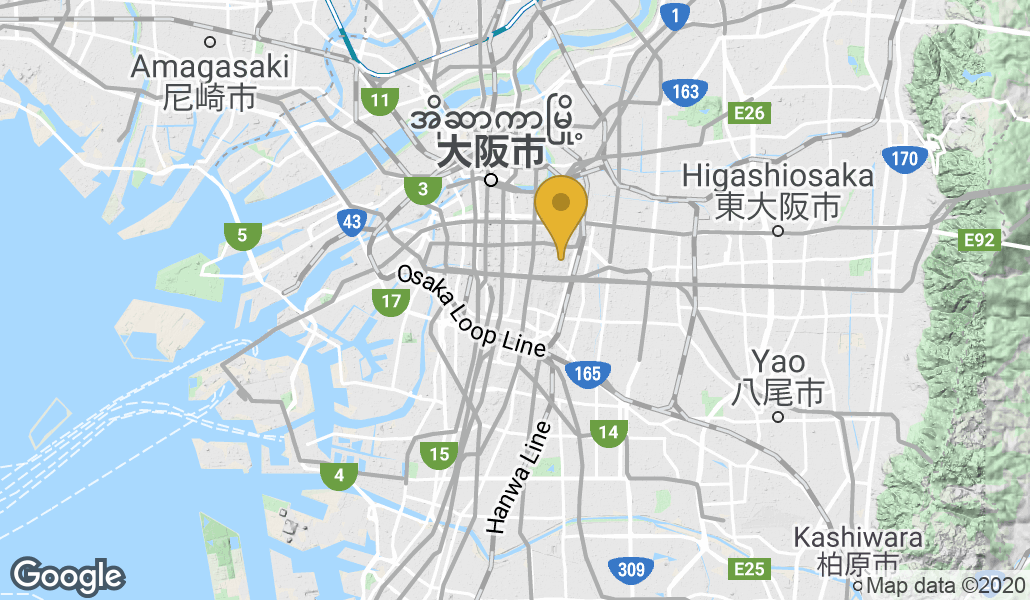 1
Amagasaki
尼崎市
11
163
E26
အိုဆာကာမြို့
大阪市
170
3
Higashiosaka
東大阪市
43
5
E92
17
Osaka Loop Line
165
Yao
八尾市
14
15
Hanwa Line
4
Kashiwara
柏原市
309
E25
Google
Map data ©2020